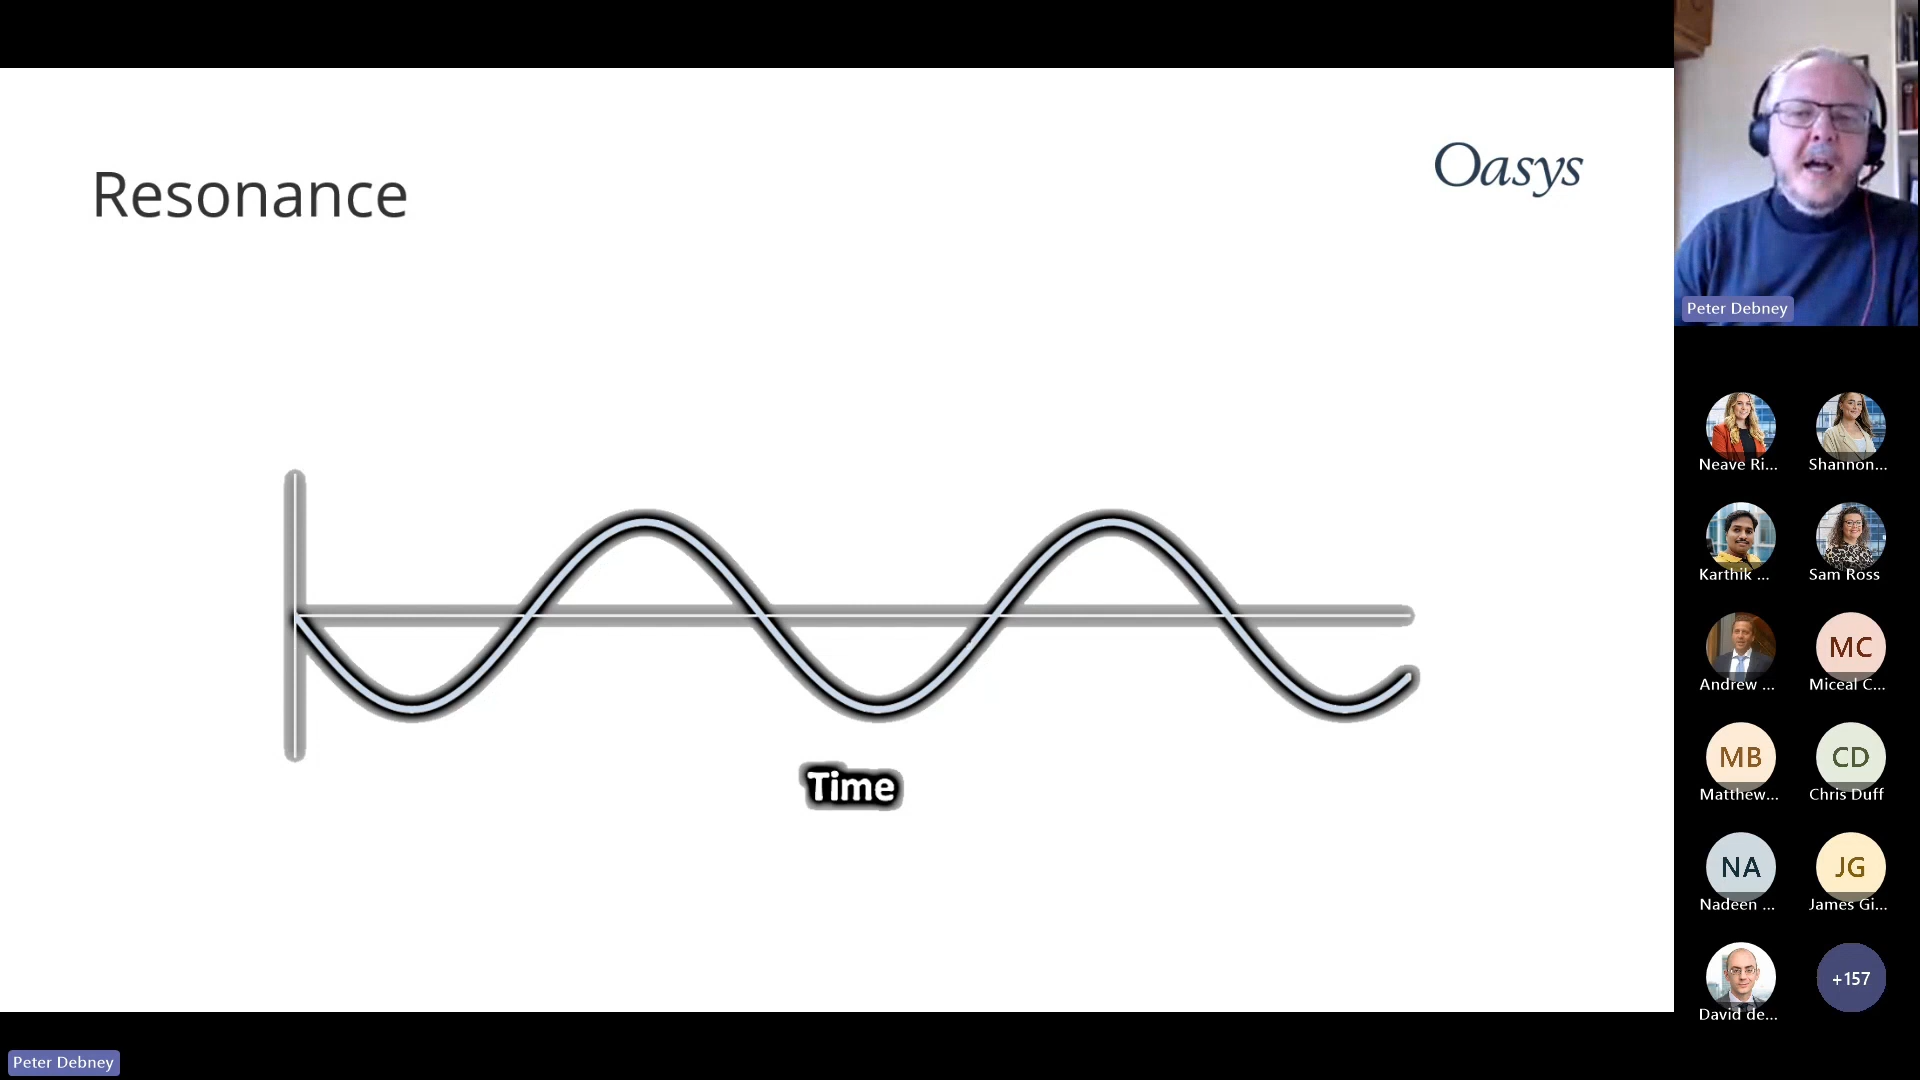 Resonance
Oasys
Time
Peter Debney
Neave Ri...
Shannon...
Karthik ...
Sam Ross
Andrew ...
MC
Miceal C...
MB
Matthew...
CD
Chris Duff
NA
Nadeen ...
JG
James Gi...
David de...
+157
Peter Debney